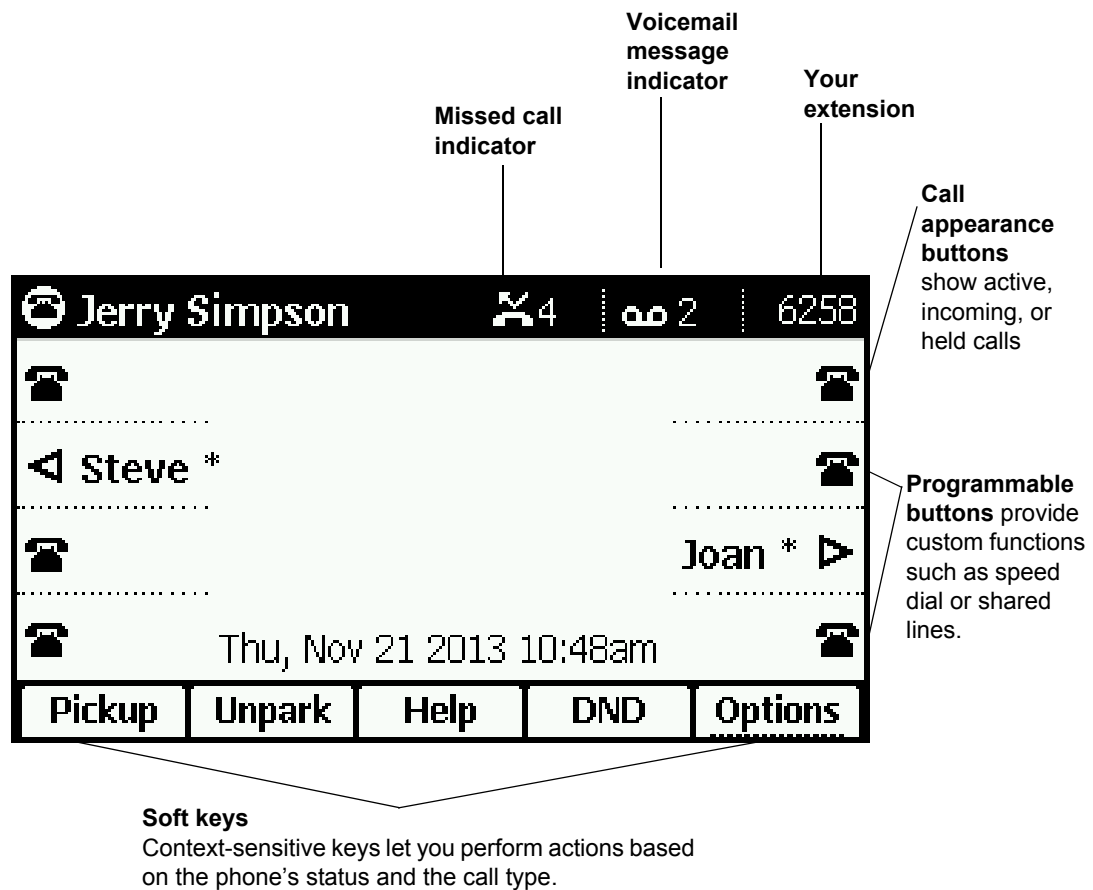 Voicemail
message
indicator
Your
extension
Missed call
indicator
Call
appearance
buttons
show active,
incoming, or
held calls
Jerry Simpson 4 2 6258
Steve *
Joan *
Thu, Nov 21 2013 10:48am
Pickup Unpark Help DND Options
Programmable
buttons provide
custom functions
such as speed
dial or shared
lines.
Soft keys
Context-sensitive keys let you perform actions based
on the phone’s status and the call type.